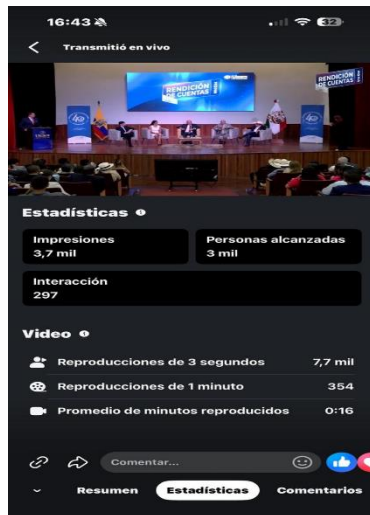 16:43
32
Transmitió en vivo
RENDICIÓN
DE CUENTAS
RENDICIÓN
DE CUENTAS
Estadísticas
Impresiones
3,7 mil
Personas alcanzadas
3 mil
Interacción
297
Video
Reproducciones de 3 segundos 7,7 mil
Reproducciones de 1 minuto 354
Promedio de minutos reproducidos 0:16
Comentar...
Resumen Estadísticas Comentarios